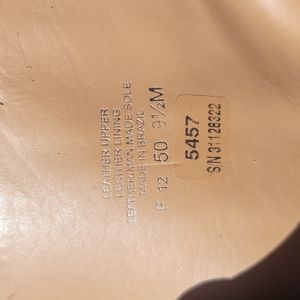 LEATHER UPPER
LEATHER LINING
LEATHER/MAN MADE SOLE
MADE IN BRAZIL
F 12 50 9½M
5457
S/N 31128322